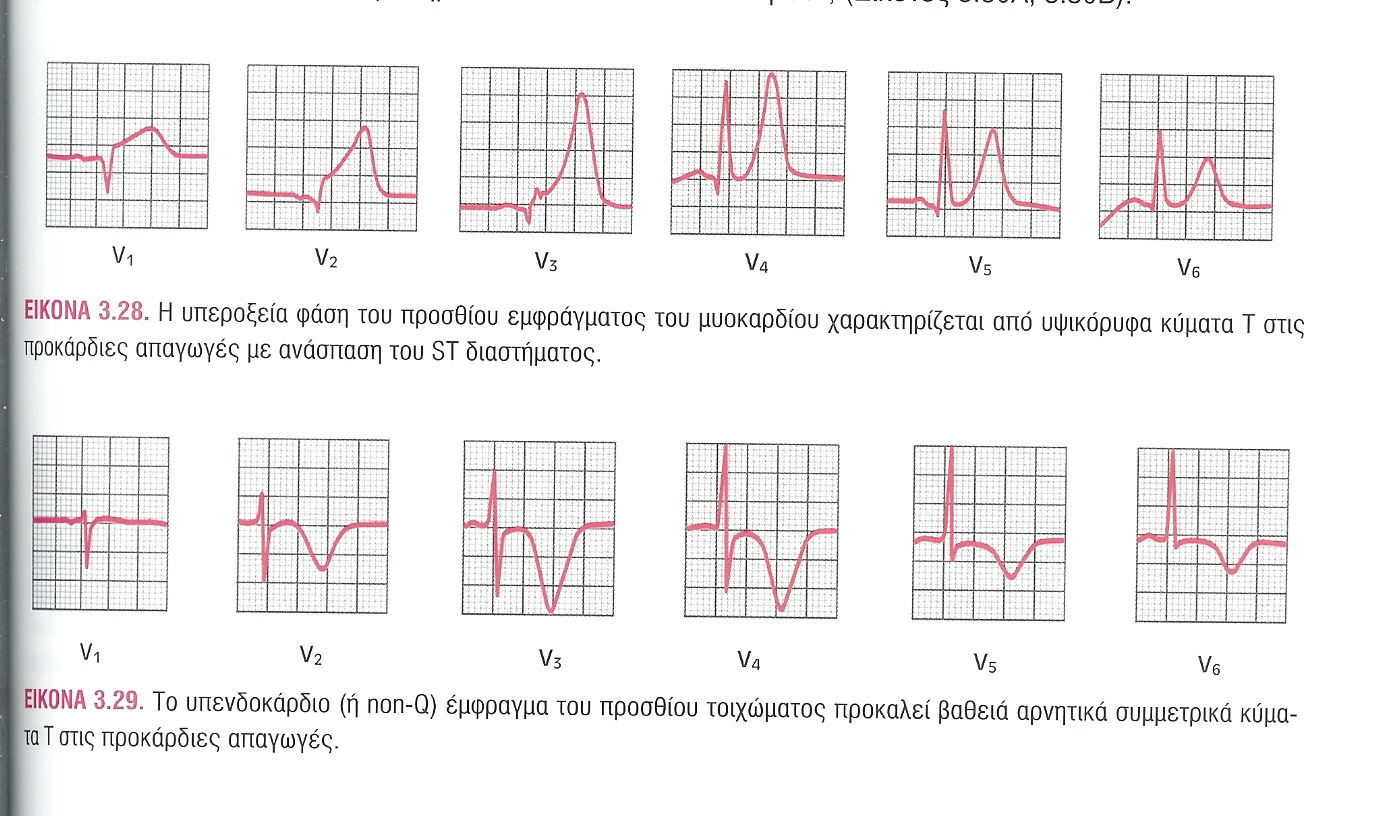 V1 V2 V3 V4 V5 V6
ΕΙΚΟΝΑ 3.28. Η υπεροξεία φάση του προσθίου εμφράγματος του μυοκαρδίου χαρακτηρίζεται από υψικόρυφα κύματα Τ στις
προκάρδιες απαγωγές με ανάσπαση του ST διαστήματος.
V1 V2 V3 V4 V5 V6
ΕΙΚΟΝΑ 3.29. Το υπενδοκάρδιο (ή non-Q) έμφραγμα του προσθίου τοιχώματος προκαλεί βαθειά αρνητικά συμμετρικά κύμα-
τα Τ στις προκάρδιες απαγωγές.